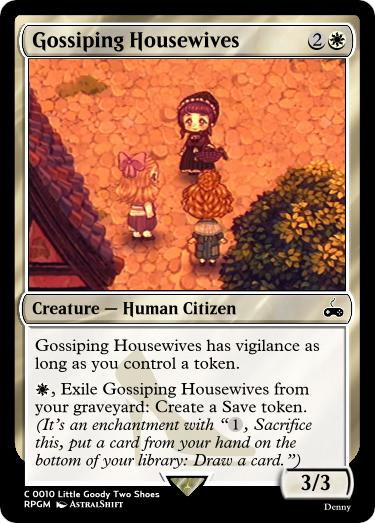 Gossiping Housewives 2
Creature — Human Citizen
Gossiping Housewives has vigilance as
long as you control a token.
, Exile Gossiping Housewives from
your graveyard: Create a Save token.
(It's an enchantment with "1, Sacrifice
this, put a card from your hand on the
bottom of your library: Draw a card.")
3/3
C 0010 Little Goody Two Shoes
RPGM AstralShift
Denny